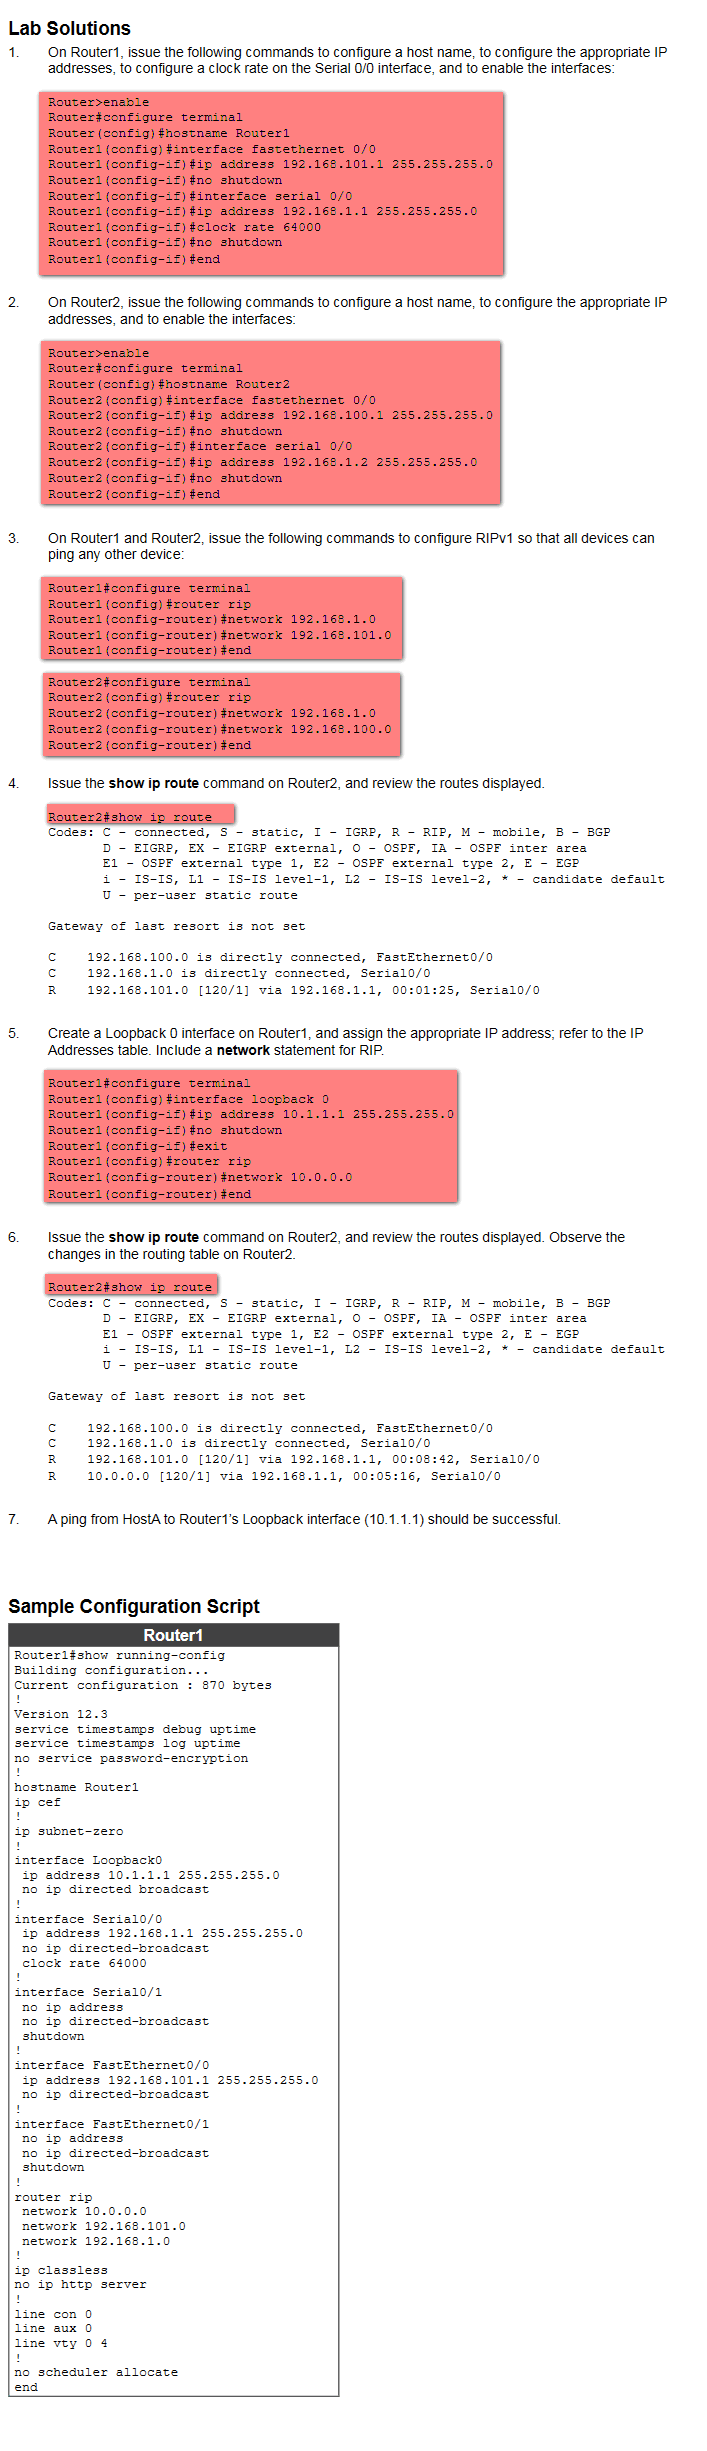 Lab Solutions
1. On Router1, issue the following commands to configure a host name, to configure the appropriate IP
addresses, to configure a clock rate on the Serial 0/0 interface, and to enable the interfaces:
Router>enable
Router#configure terminal
Router(config)#hostname Router1
Router1(config)#interface fastethernet 0/0
Router1(config-if)#ip address 192.168.101.1 255.255.255.0
Router1(config-if)#no shutdown
Router1(config-if)#interface serial 0/0
Router1(config-if)#ip address 192.168.1.1 255.255.255.0
Router1(config-if)#clock rate 64000
Router1(config-if)#no shutdown
Router1(config-if)#end
2. On Router2, issue the following commands to configure a host name, to configure the appropriate IP
addresses, and to enable the interfaces:
Router>enable
Router#configure terminal
Router(config)#hostname Router2
Router2(config)#interface fastethernet 0/0
Router2(config-if)#ip address 192.168.100.1 255.255.255.0
Router2(config-if)#no shutdown
Router2(config-if)#interface serial 0/0
Router2(config-if)#ip address 192.168.1.2 255.255.255.0
Router2(config-if)#no shutdown
Router2(config-if)#end
3. On Router1 and Router2, issue the following commands to configure RIPv1 so that all devices can
ping any other device:
Router1#configure terminal
Router1(config)#router rip
Router1(config-router)#network 192.168.1.0
Router1(config-router)#network 192.168.101.0
Router1(config-router)#end
Router2#configure terminal
Router2(config)#router rip
Router2(config-router)#network 192.168.1.0
Router2(config-router)#network 192.168.100.0
Router2(config-router)#end
4. Issue the show ip route command on Router2, and review the routes displayed.
Router2#show ip route
Codes: C - connected, S - static, I - IGRP, R - RIP, M - mobile, B - BGP
D - EIGRP, EX - EIGRP external, O - OSPF, IA - OSPF inter area
E1 - OSPF external type 1, E2 - OSPF external type 2, E - EGP
i - IS-IS, L1 - IS-IS level-1, L2 - IS-IS level-2, * - candidate default
U - per-user static route
Gateway of last resort is not set
C 192.168.100.0 is directly connected, FastEthernet0/0
C 192.168.1.0 is directly connected, Serial0/0
R 192.168.101.0 [120/1] via 192.168.1.1, 00:01:25, Serial0/0
5. Create a Loopback 0 interface on Router1, and assign the appropriate IP address; refer to the IP
Addresses table. Include a network statement for RIP.
Router1#configure terminal
Router1(config)#interface loopback 0
Router1(config-if)#ip address 10.1.1.1 255.255.255.0
Router1(config-if)#no shutdown
Router1(config-if)#exit
Router1(config)#router rip
Router1(config-router)#network 10.0.0.0
Router1(config-router)#end
6. Issue the show ip route command on Router2, and review the routes displayed. Observe the
changes in the routing table on Router2.
Router2#show ip route
Codes: C - connected, S - static, I - IGRP, R - RIP, M - mobile, B - BGP
D - EIGRP, EX - EIGRP external, O - OSPF, IA - OSPF inter area
E1 - OSPF external type 1, E2 - OSPF external type 2, E - EGP
i - IS-IS, L1 - IS-IS level-1, L2 - IS-IS level-2, * - candidate default
U - per-user static route
Gateway of last resort is not set
C 192.168.100.0 is directly connected, FastEthernet0/0
C 192.168.1.0 is directly connected, Serial0/0
R 192.168.101.0 [120/1] via 192.168.1.1, 00:08:42, Serial0/0
R 10.0.0.0 [120/1] via 192.168.1.1, 00:05:16, Serial0/0
7. A ping from HostA to Router1's Loopback interface (10.1.1.1) should be successful.
Sample Configuration Script
Router1
Router1#show running-config
Building configuration...
Current configuration : 870 bytes
!
Version 12.3
service timestamps debug uptime
service timestamps log uptime
no service password-encryption
!
hostname Router1
ip cef
!
ip subnet-zero
!
interface Loopback0
ip address 10.1.1.1 255.255.255.0
no ip directed broadcast
!
interface Serial0/0
ip address 192.168.1.1 255.255.255.0
no ip directed-broadcast
clock rate 64000
!
interface Serial0/1
no ip address
no ip directed-broadcast
shutdown
!
interface FastEthernet0/0
ip address 192.168.101.1 255.255.255.0
no ip directed-broadcast
!
interface FastEthernet0/1
no ip address
no ip directed-broadcast
shutdown
!
router rip
network 10.0.0.0
network 192.168.101.0
network 192.168.1.0
!
ip classless
no ip http server
!
line con 0
line aux 0
line vty 0 4
!
no scheduler allocate
end